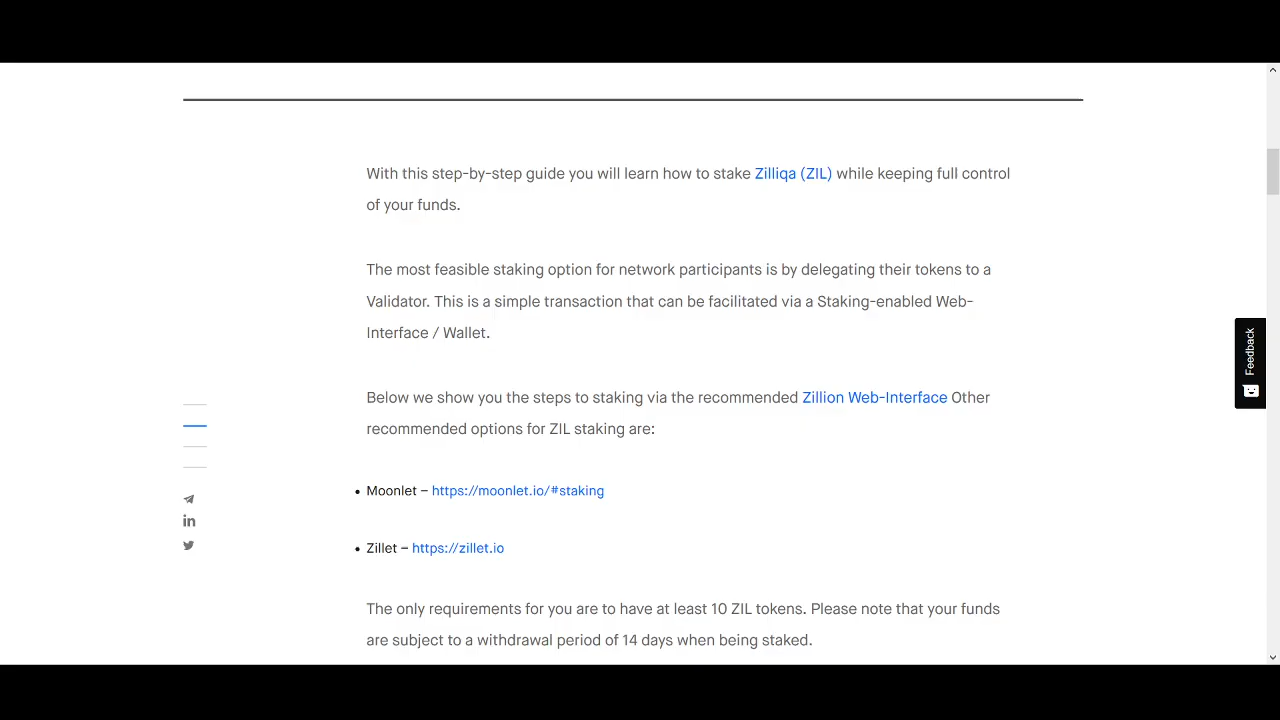 With this step-by-step guide you will learn how to stake Zilliqa (ZIL) while keeping full control
of your funds.
The most feasible staking option for network participants is by delegating their tokens to a
Validator. This is a simple transaction that can be facilitated via a Staking-enabled Web-
Interface / Wallet.
Below we show you the steps to staking via the recommended Zillion Web-Interface Other
recommended options for ZIL staking are:
• Moonlet – https://moonlet.io/#staking
• Zillet – https://zillet.io
The only requirements for you are to have at least 10 ZIL tokens. Please note that your funds
are subject to a withdrawal period of 14 days when being staked.
Feedback